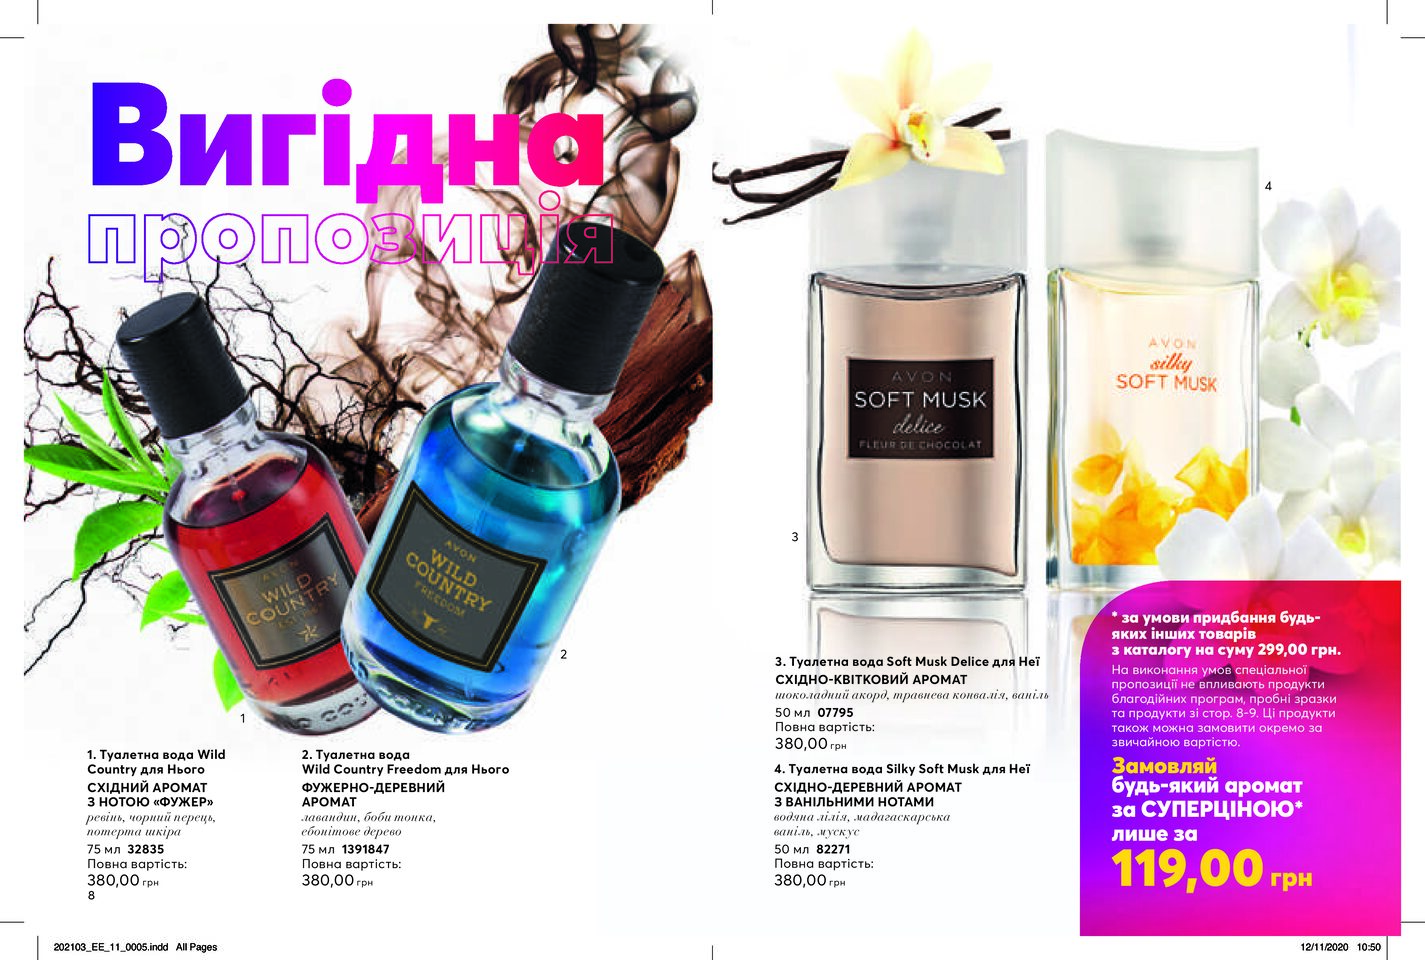 Вигідна
пропозиція
AVON
WILD
COUNTRY
AVON
WILD
COUNTRY
FREEDOM
1
2
1. Туалетна вода Wild
Country для Нього
СХІДНИЙ АРОМАТ
З НОТОЮ «ФУЖЕР»
ревінь, чорний перець,
потерта шкіра
75 мл 32835
Повна вартість:
380,00 грн
8
2. Туалетна вода
Wild Country Freedom для Нього
ФУЖЕРНО-ДЕРЕВНИЙ
АРОМАТ
лавандин, боби тонка,
ебонітове дерево
75 мл 1391847
Повна вартість:
380,00 грн
AVON
SOFT MUSK
delice
FLEUR DE CHOCOLAT
3
AVON
silky
SOFT MUSK
4
3. Туалетна вода Soft Musk Delice для Неї
СХІДНО-КВІТКОВИЙ АРОМАТ
шоколадний акорд, травнева конвалія, ваніль
50 мл 07795
Повна вартість:
380,00 грн
4. Туалетна вода Silky Soft Musk для Неї
СХІДНО-ДЕРЕВНИЙ АРОМАТ
З ВАНІЛЬНИМИ НОТАМИ
водяна лілія, мадагаскарська
ваніль, мускус
50 мл 82271
Повна вартість:
380,00 грн
* за умови придбання будь-
яких інших товарів
з каталогу на суму 299,00 грн.
На виконання умов спеціальної
пропозиції не впливають продукти
благодійних програм, пробні зразки
та продукти зі стор. 8-9. Ці продукти
також можна замовити окремо за
звичайною вартістю.
Замовляй
будь-який аромат
за СУПЕРЦІНОЮ*
лише за
119,00 грн
202103_EE_11_0005.indd All Pages
12/11/2020 10:50